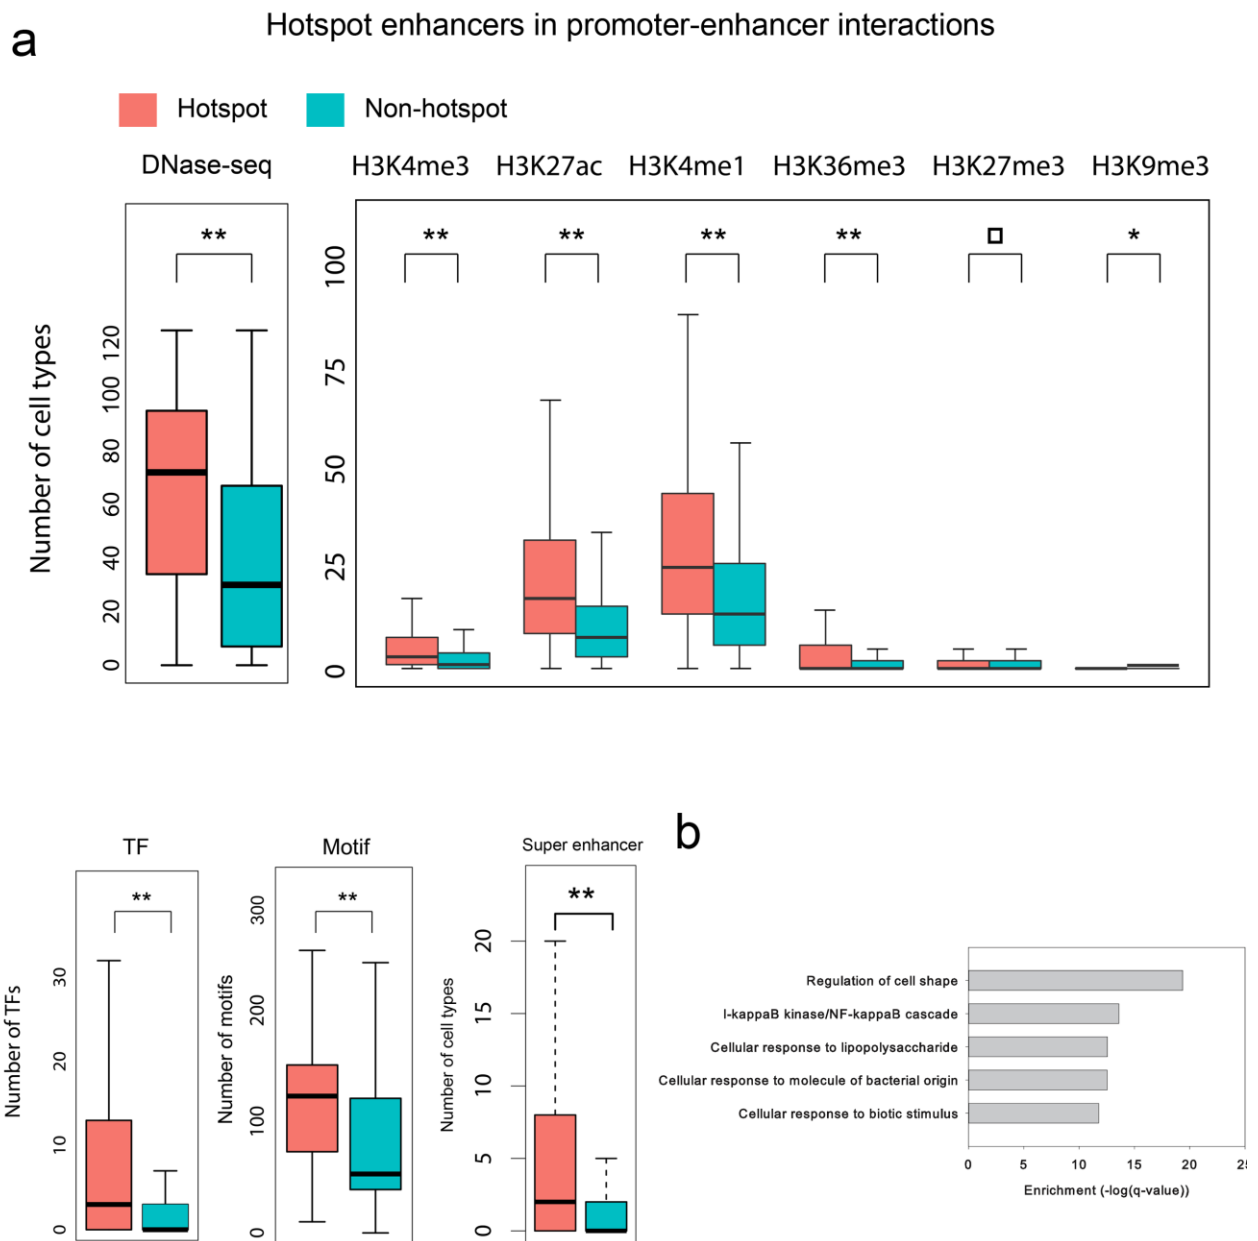 Hotspot enhancers in promoter-enhancer interactions
a
Hotspot Non-hotspot
DNase-seq H3K4me3 H3K27ac H3K4me1 H3K36me3 H3K27me3 H3K9me3
** ** ** ** ** *
Number of cell types
0 20 40 60 80 100 120
0 25 50 75 100
TF Motif Super enhancer
** ** **
Number of TFs
0 10 20 30
Number of motifs
0 100 200 300
Number of cell types
0 5 10 15 20
b
Regulation of cell shape
I-kappaB kinase/NF-kappaB cascade
Cellular response to lipopolysaccharide
Cellular response to molecule of bacterial origin
Cellular response to biotic stimulus
0 5 10 15 20 25
Enrichment (-log(q-value))